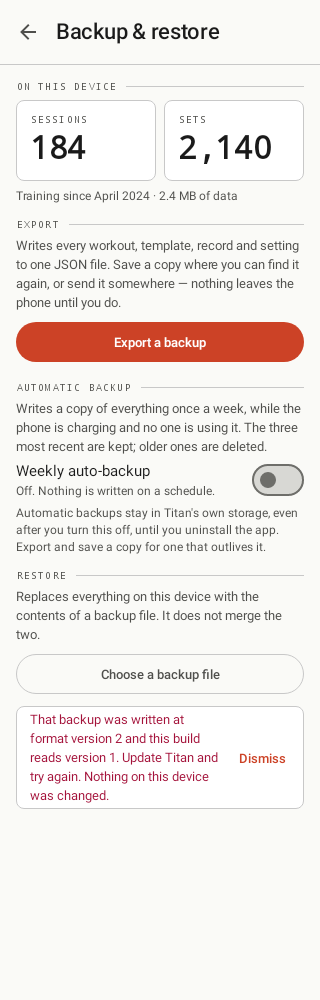 Backup & restore
ON THIS DEVICE
SESSIONS
184
SETS
2,140
Training since April 2024 · 2.4 MB of data
EXPORT
Writes every workout, template, record and setting
to one JSON file. Save a copy where you can find it
again, or send it somewhere — nothing leaves the
phone until you do.
Export a backup
AUTOMATIC BACKUP
Writes a copy of everything once a week, while the
phone is charging and no one is using it. The three
most recent are kept; older ones are deleted.
Weekly auto-backup
Off. Nothing is written on a schedule.
Automatic backups stay in Titan's own storage, even
after you turn this off, until you uninstall the app.
Export and save a copy for one that outlives it.
RESTORE
Replaces everything on this device with the
contents of a backup file. It does not merge the
two.
Choose a backup file
That backup was written at
format version 2 and this build
reads version 1. Update Titan and
try again. Nothing on this device
was changed.
Dismiss